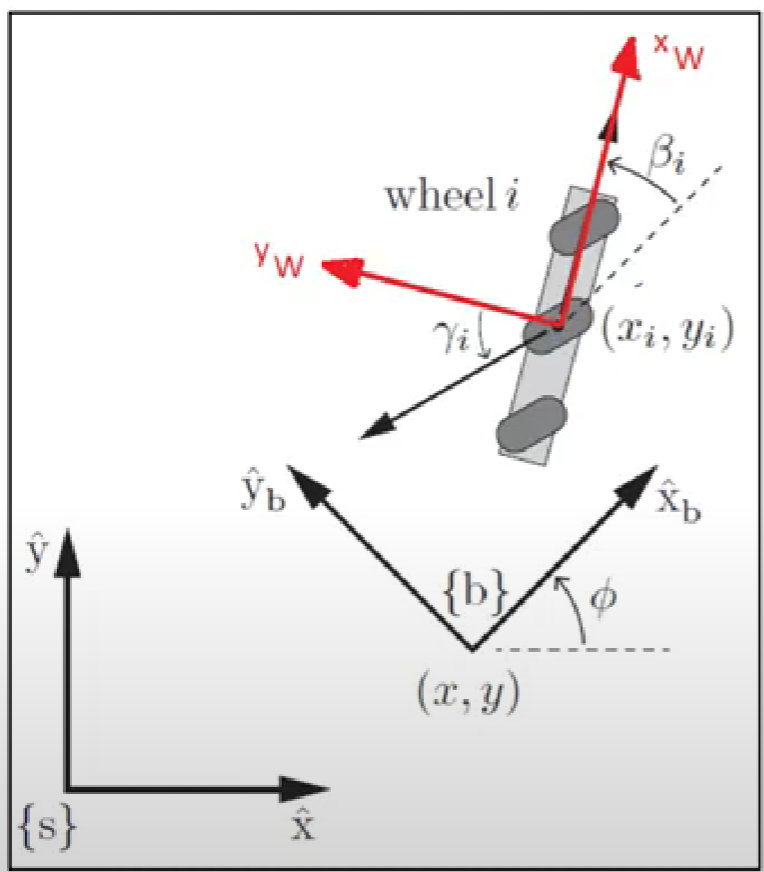 x_W
β_i
wheel i
y_W
γ_i
(x_i, y_i)
ŷ_b
x̂_b
ŷ
{b}
ϕ
(x, y)
{s}
x̂